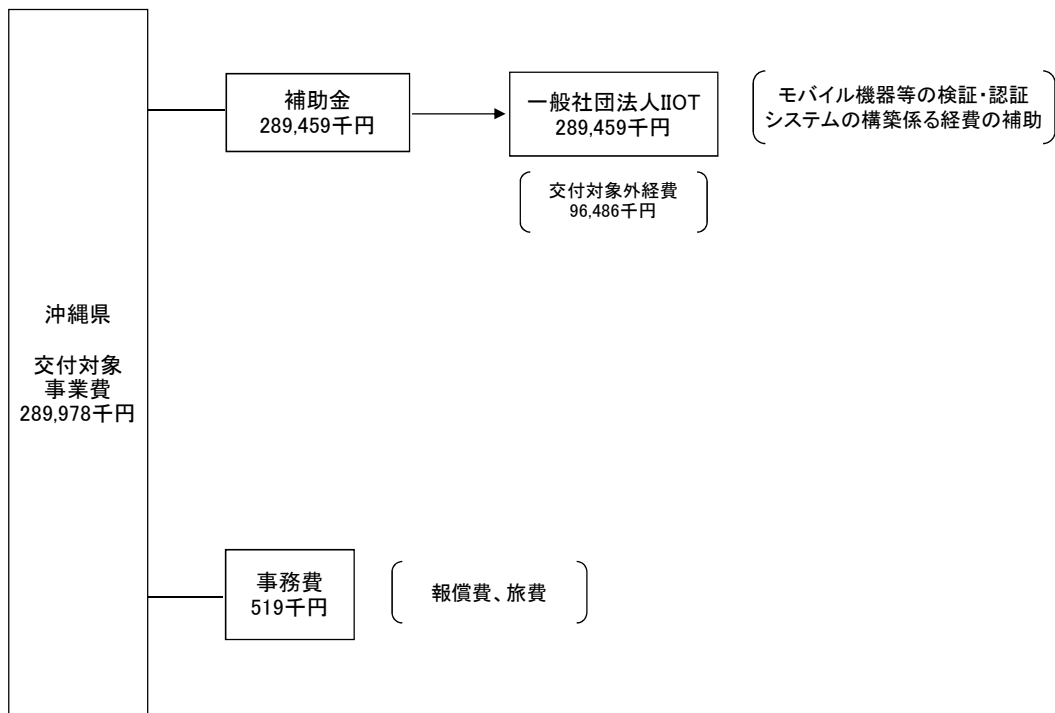 補助金
289,459千円
一般社団法人IIOT
289,459千円
モバイル機器等の検証・認証
システムの構築係る経費の補助
交付対象外経費
96,486千円
沖縄県
交付対象
事業費
289,978千円
事務費
519千円
報償費、旅費